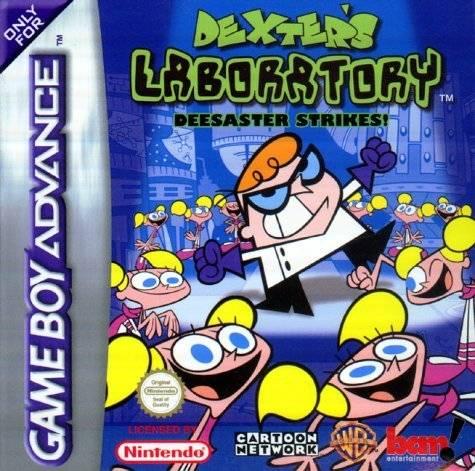 ONLY
FOR
GAME BOY ADVANCE
TM
DEXTER'S
LABORATORY
TM
DEESASTER STRIKES!
Original
Nintendo
Seal of
Quality
LICENSED BY
Nintendo
CARTOON
NETWORK
WB
bam!
entertainment